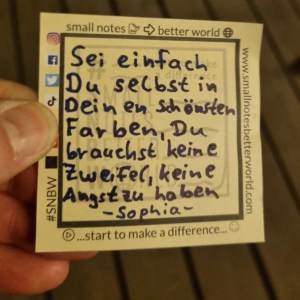 small notes better world
Sei einfach
Du selbst in
Deinen schönsten
Farben, Du
brauchst keine
Zweifel, keine
Angst zu haben
- Sophia -
...start to make a difference...
#SNBW
www.smallnotesbetterworld.com